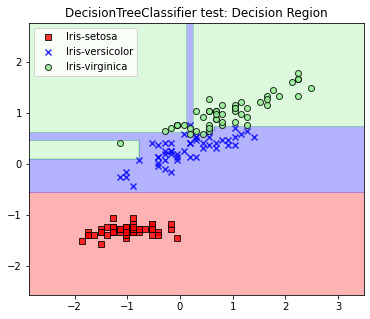 DecisionTreeClassifier test: Decision Region
Iris-setosa
Iris-versicolor
Iris-virginica
2
1
0
−1
−2
−2
−1
0
1
2
3